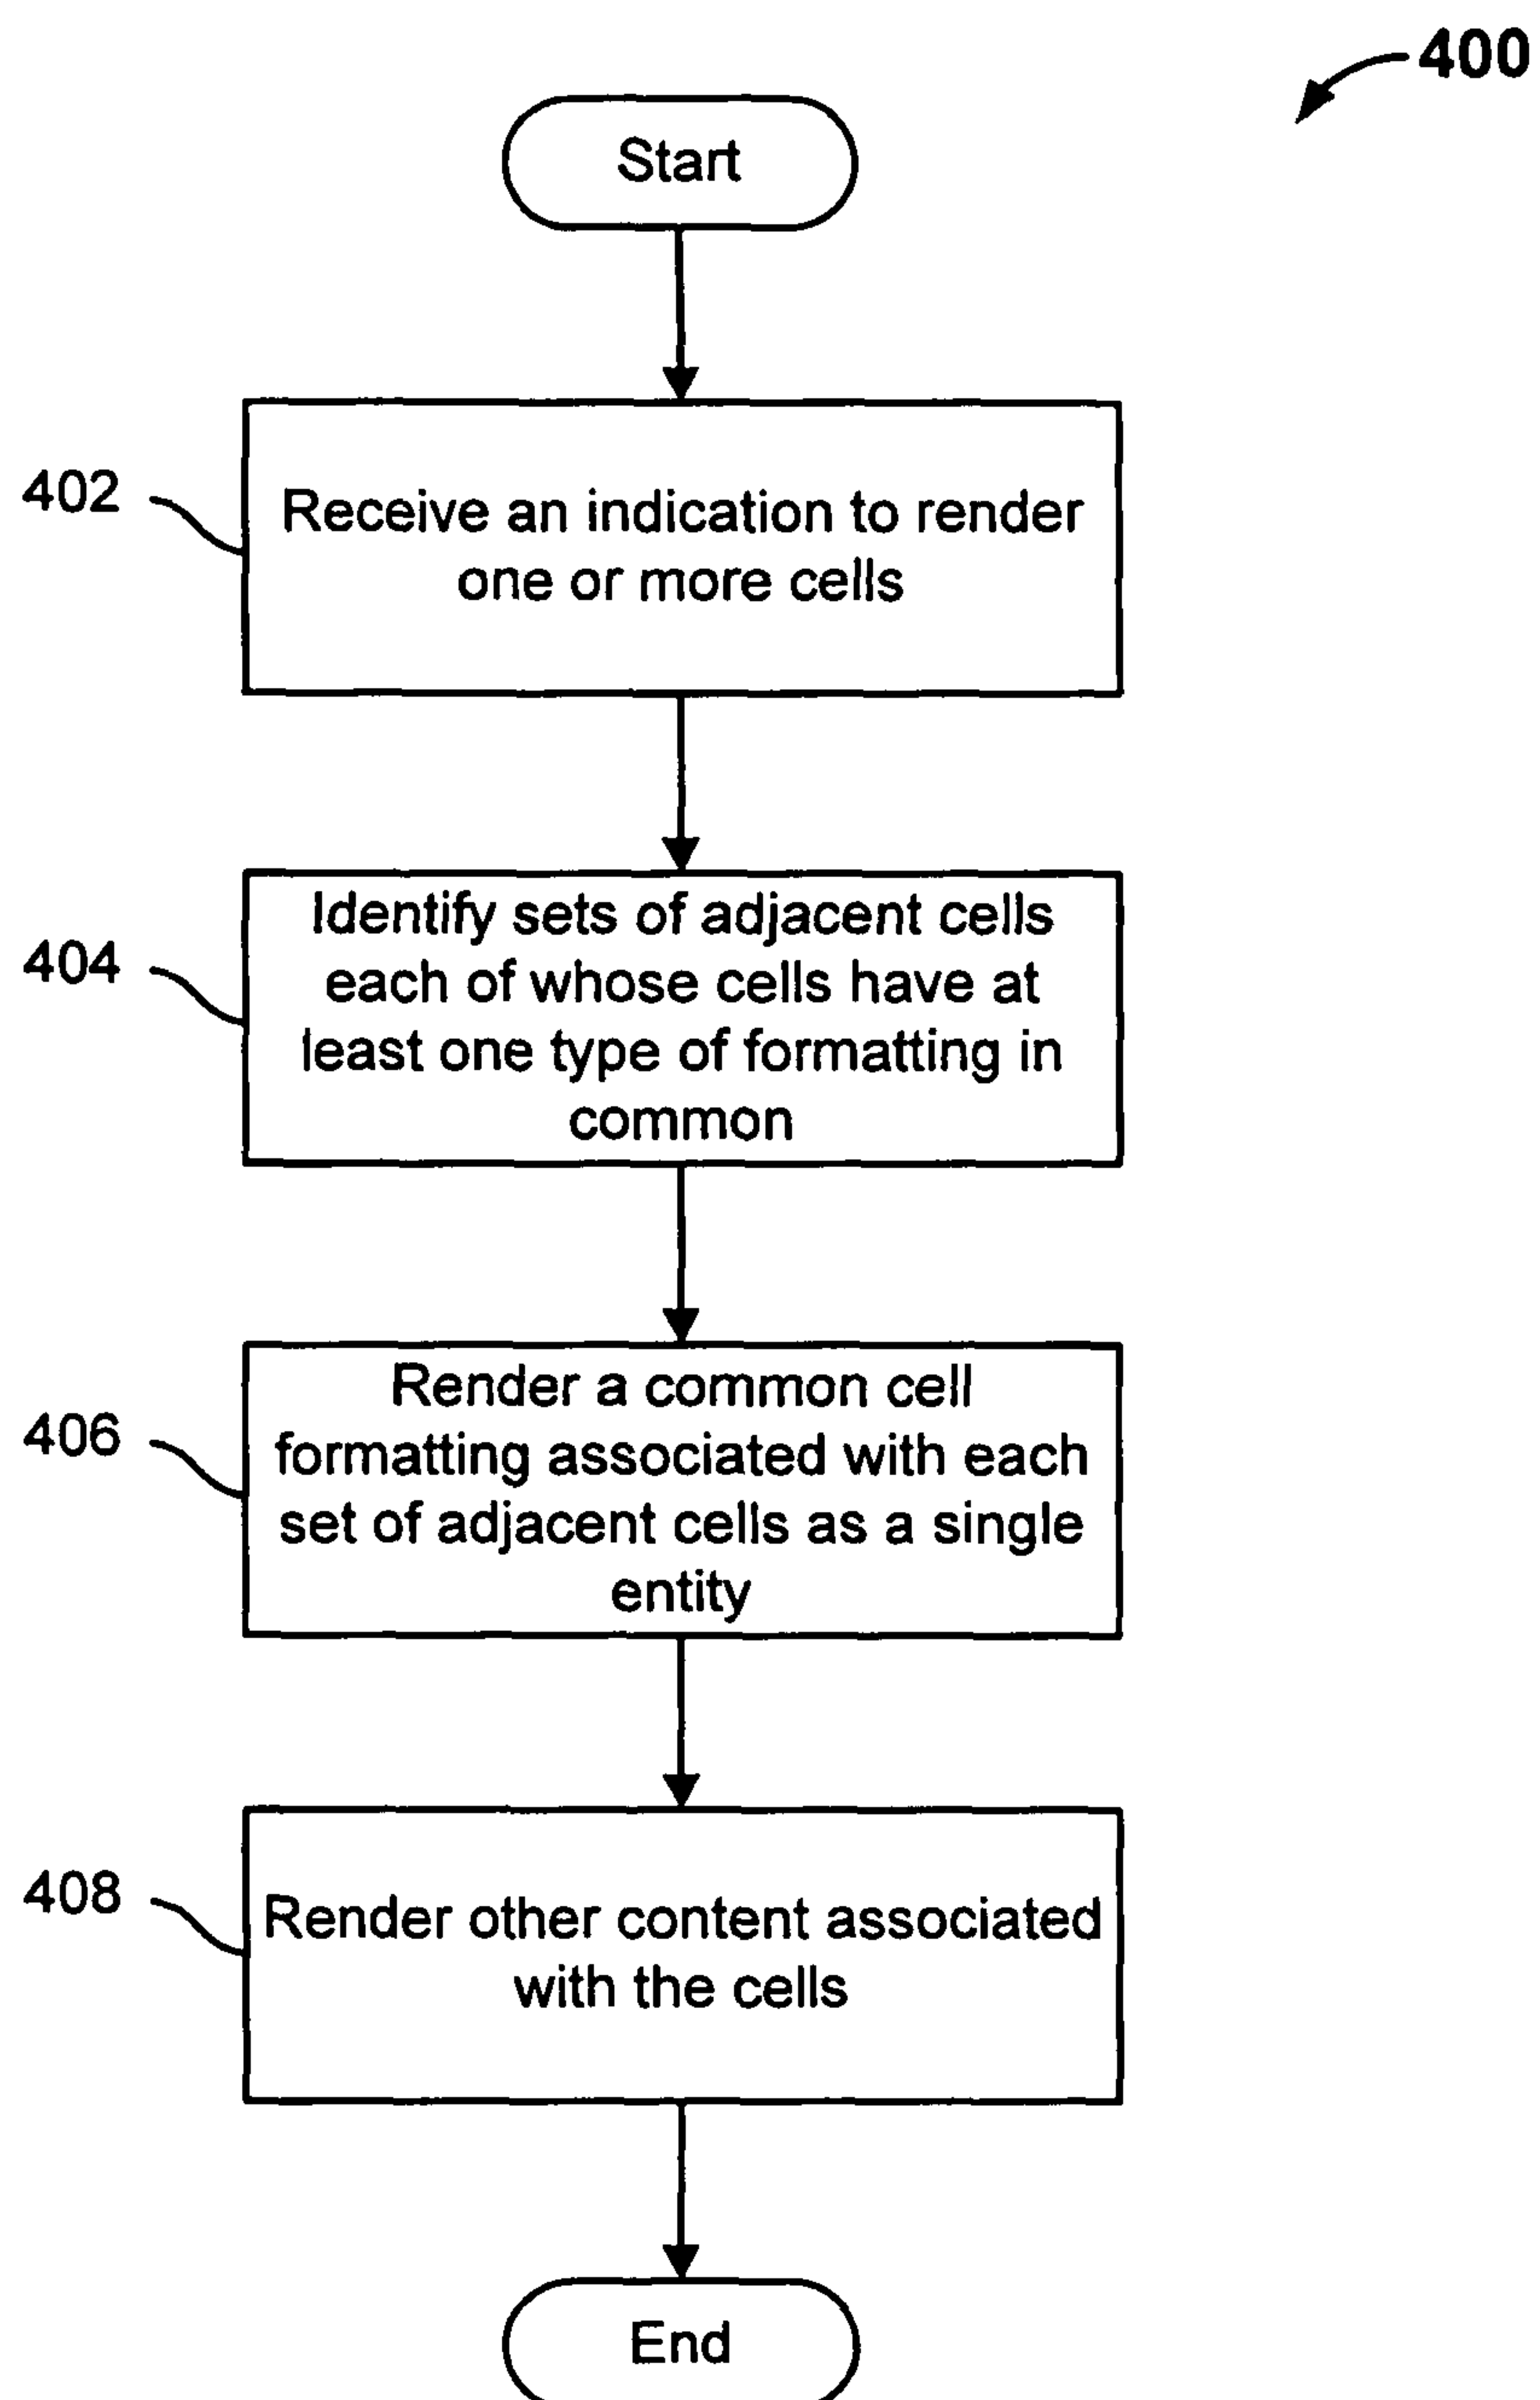 400
Start
402
Receive an indication to render
one or more cells
404
Identify sets of adjacent cells
each of whose cells have at
least one type of formatting in
common
406
Render a common cell
formatting associated with each
set of adjacent cells as a single
entity
408
Render other content associated
with the cells
End